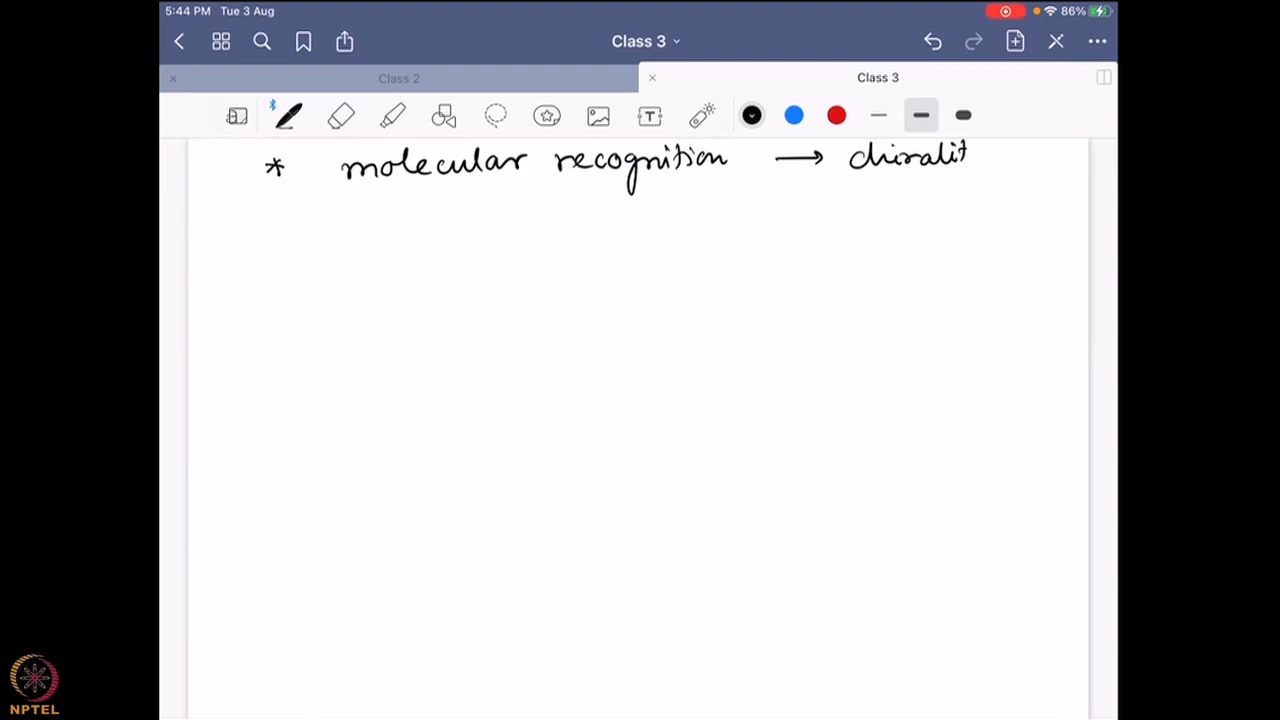 5:44 PM Tue 3 Aug 86%
Class 3
Class 2 Class 3
T
* molecular recognition → chiralit
NPTEL